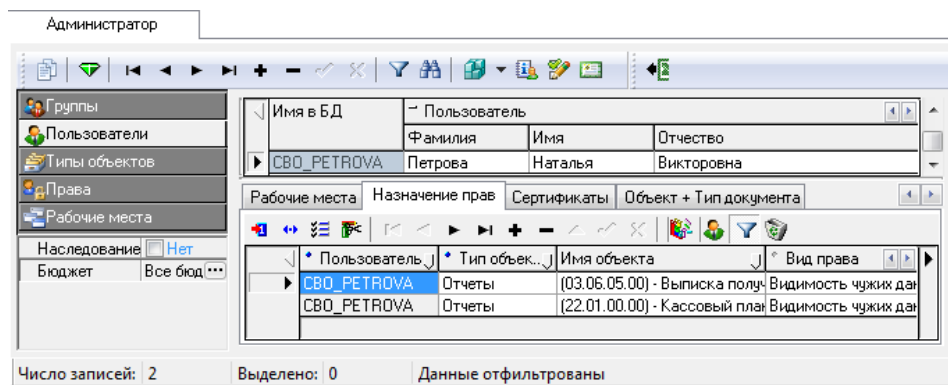 Администратор
Группы
Пользователи
Типы объектов
Права
Рабочие места
Наследование Нет
Бюджет Все бюд
Имя в БД Пользователь
Фамилия Имя Отчество
CBO_PETROVA Петрова Наталья Викторовна
Рабочие места Назначение прав Сертификаты Объект + Тип документа
Пользователь Тип объек... Имя объекта Вид права
CBO_PETROVA Отчеты (03.06.05.00) - Выписка получ Видимость чужих дан
CBO_PETROVA Отчеты (22.01.00.00) - Кассовый план Видимость чужих дан
Число записей: 2 Выделено: 0 Данные отфильтрованы